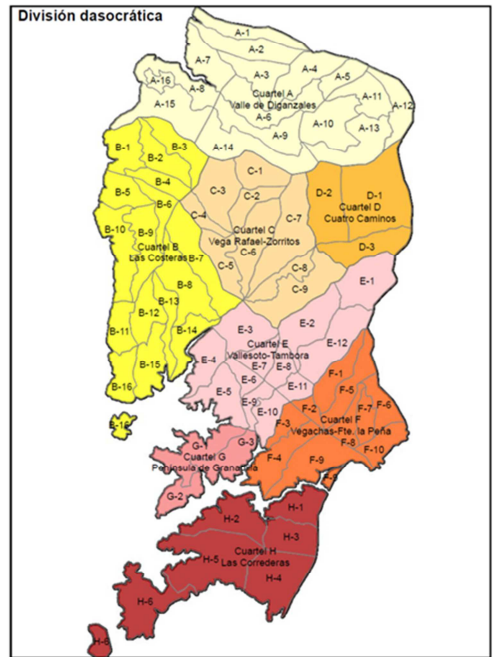 División dasocrática
A-1
A-2
A-7
A-3
A-4
A-5
A-16
A-8
A-11
A-12
Cuartel A
Valle de Diganzales
A-15
A-6
A-10
A-13
A-9
A-14
B-1
B-2
B-3
B-4
B-5
B-6
B-10
B-9
Cuartel B
Las Costeras
B-7
B-8
B-13
B-12
B-11
B-14
B-15
B-16
B-16
C-1
C-3
C-2
C-4
C-7
Cuartel C
Vega Rafael-Zorritos
C-6
C-5
C-8
C-9
D-2
D-1
Cuartel D
Cuatro Caminos
D-3
E-1
E-2
E-3
E-12
Cuartel E
Vallesoto-Tambora
E-4
E-7
E-8
E-6
E-11
E-5
E-9
E-10
F-1
F-5
F-2
F-7
F-6
F-3
Cuartel F
Vegachas-Fte. la Peña
F-8
F-10
F-4
F-9
G-1
G-3
Cuartel G
Península de Granadilla
G-2
H-1
H-2
H-3
Cuartel H
Las Correderas
H-5
H-4
H-6
H-6